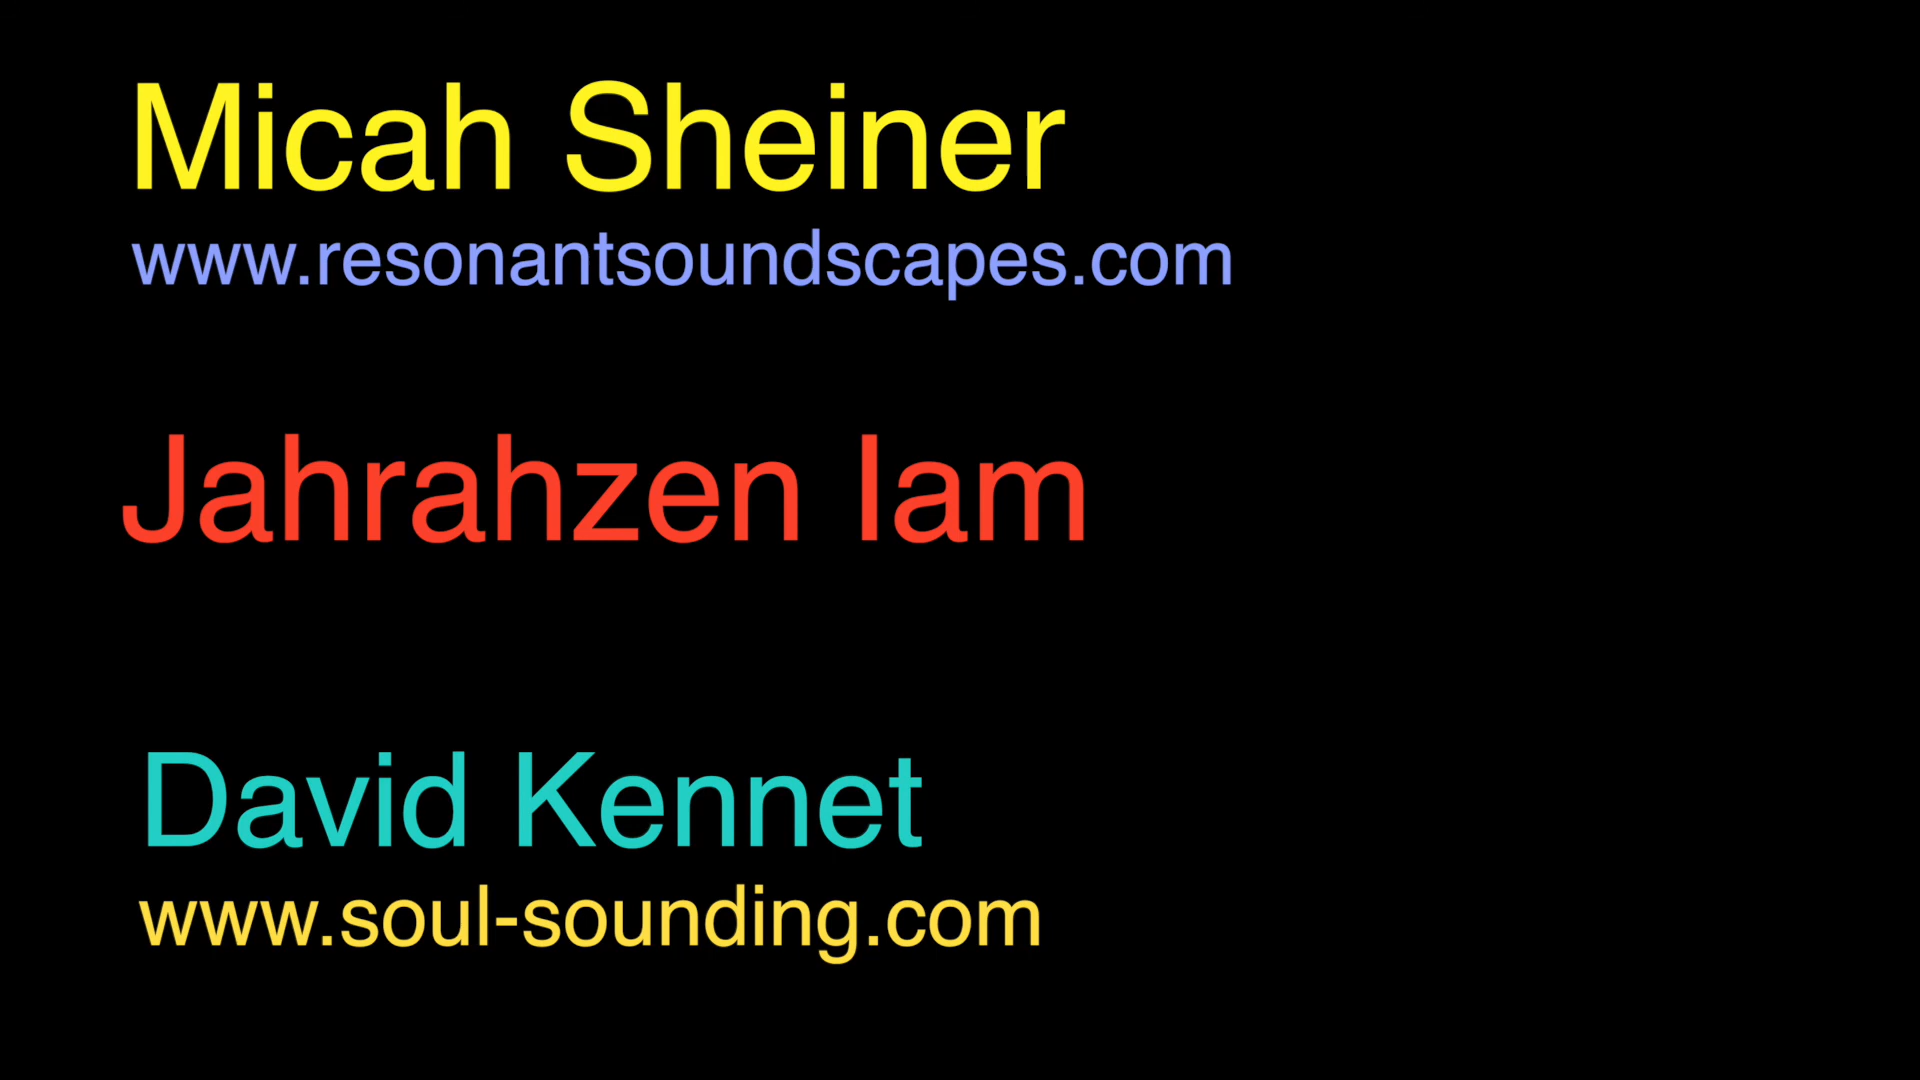 Micah Sheiner
www.resonantsoundscapes.com
Jahrahzen Iam
David Kennet
www.soul-sounding.com